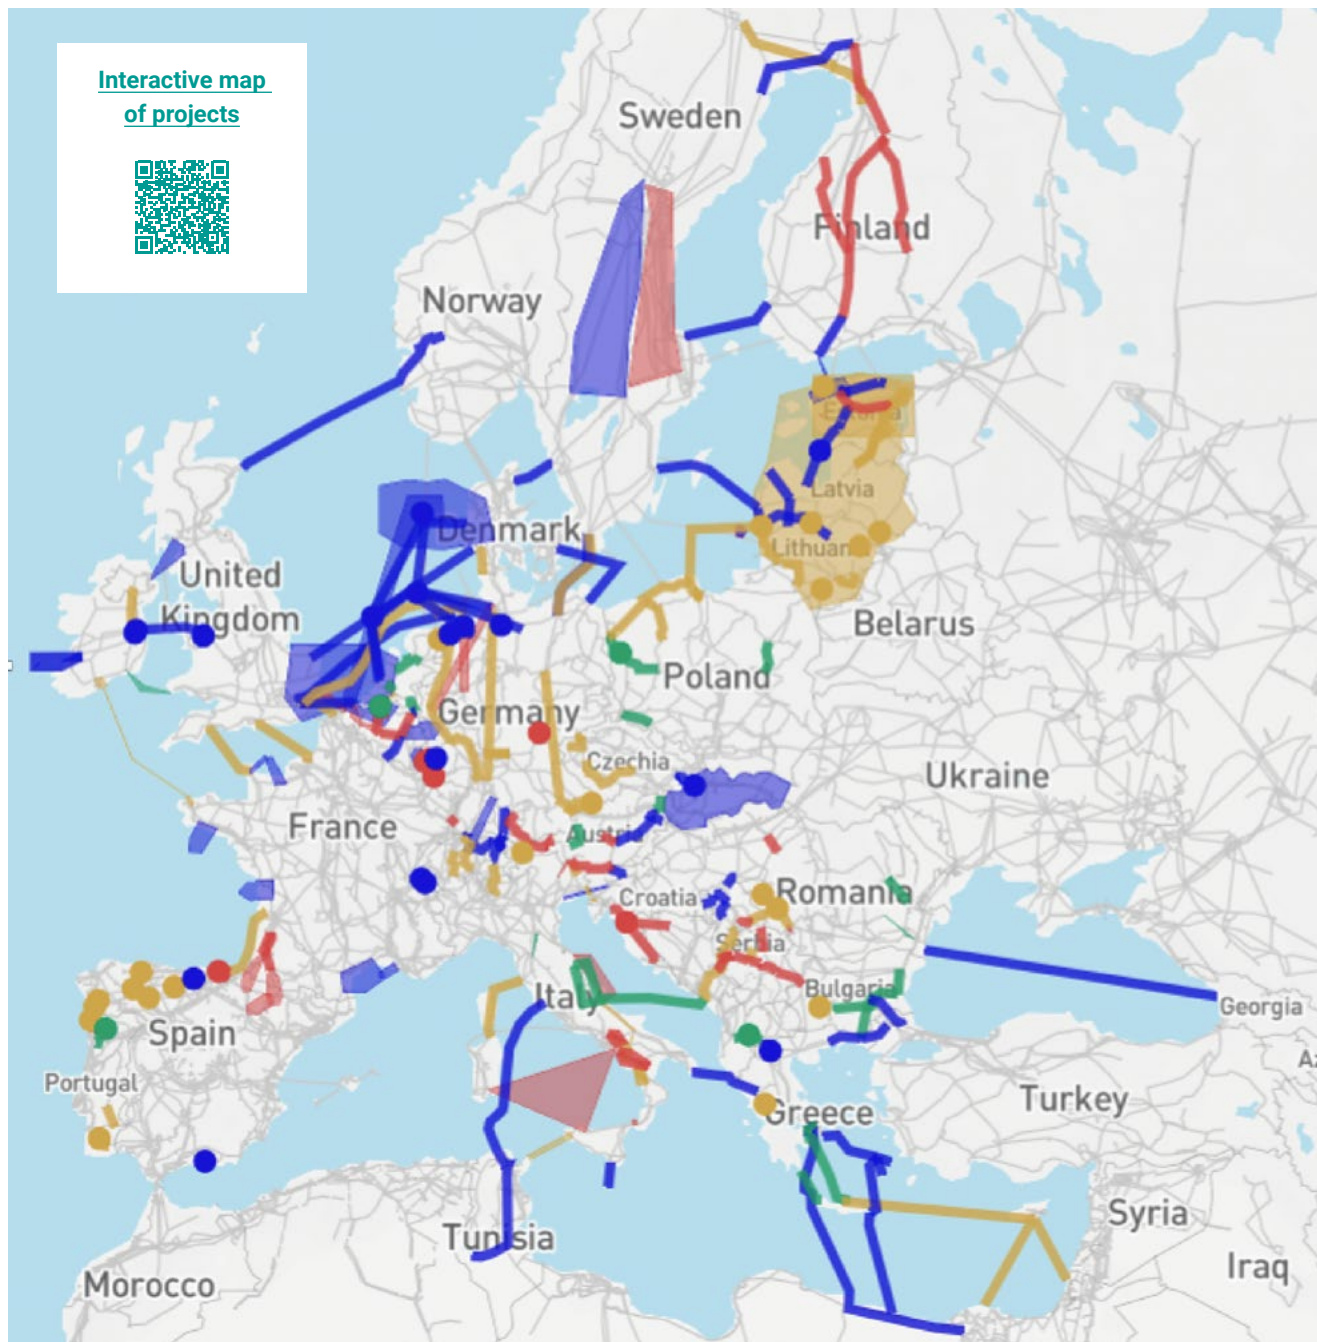 Interactive map
of projects
Sweden
Finland
Norway
Estonia
Latvia
Denmark
Lithuan
United
Kingdom
Belarus
Poland
Germany
Czechia
Ukraine
France
Austria
Romania
Croatia
Serbia
Bulgaria
Italy
Georgia
Spain
Portugal
Turkey
Greece
Syria
Tunisia
Iraq
Morocco